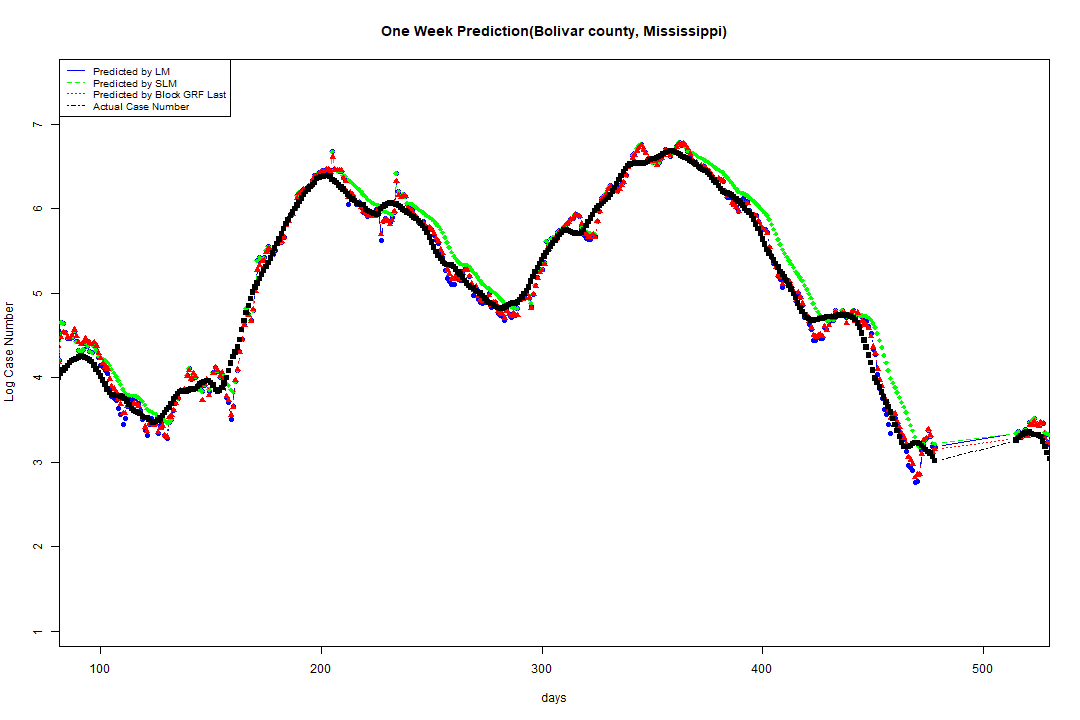 One Week Prediction(Bolivar county, Mississippi)
Predicted by LM
Predicted by SLM
Predicted by Block GRF Last
Actual Case Number
Log Case Number
7
6
5
4
3
2
1
100 200 300 400 500
days